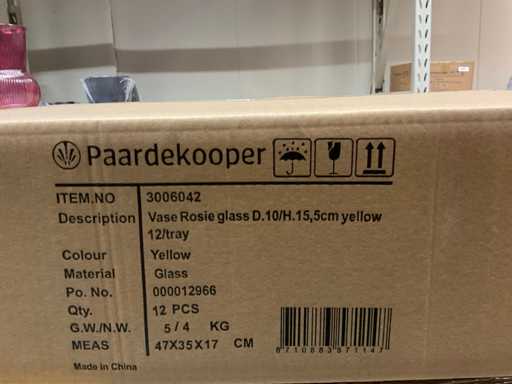 Paardekooper
ITEM.NO 3006042
Description Vase Rosie glass D.10/H.15,5cm yellow
12/tray
Colour Yellow
Material Glass
Po. No. 000012966
Qty. 12 PCS
G.W./N.W. 5 / 4 KG
MEAS 47X35X17 CM
8710883971147
Made in China